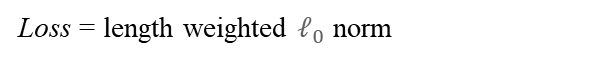 Loss = length weighted ℓ₀ norm